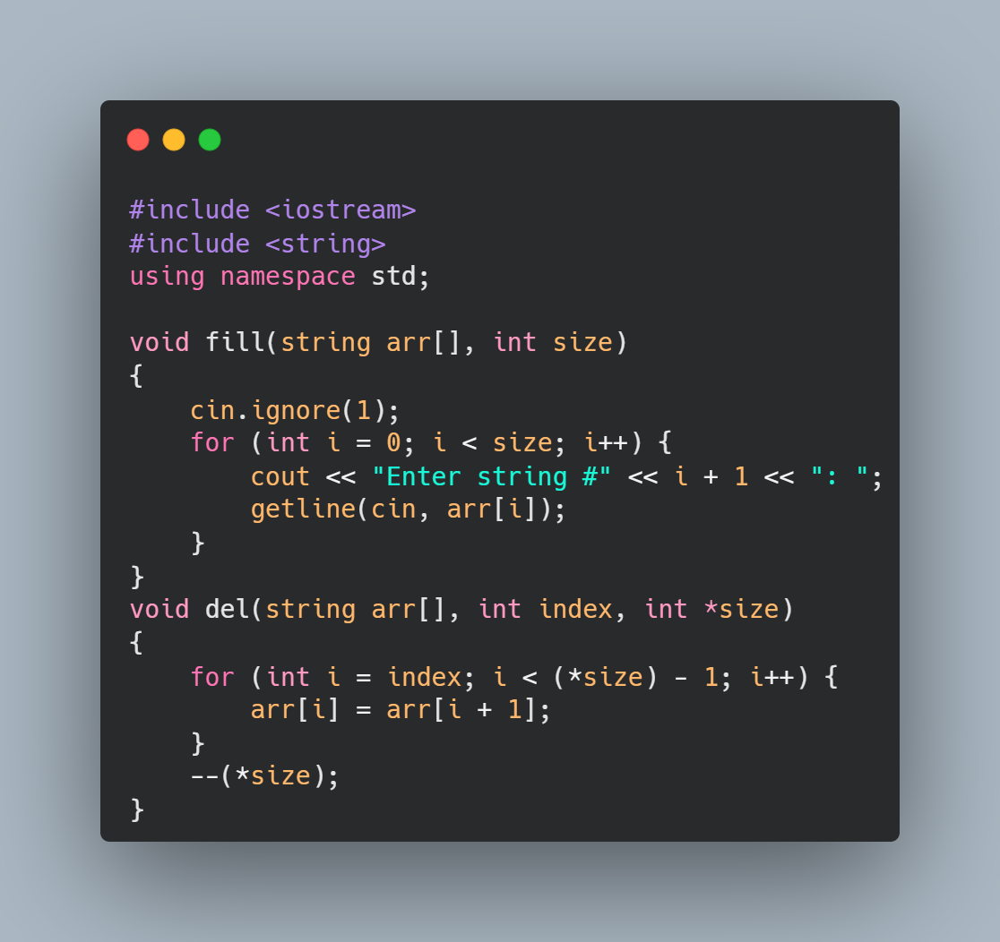 #include <iostream>
#include <string>
using namespace std;

void fill(string arr[], int size)
{
    cin.ignore(1);
    for (int i = 0; i < size; i++) {
        cout << "Enter string #" << i + 1 << ": ";
        getline(cin, arr[i]);
    }
}
void del(string arr[], int index, int *size)
{
    for (int i = index; i < (*size) - 1; i++) {
        arr[i] = arr[i + 1];
    }
    --(*size);
}